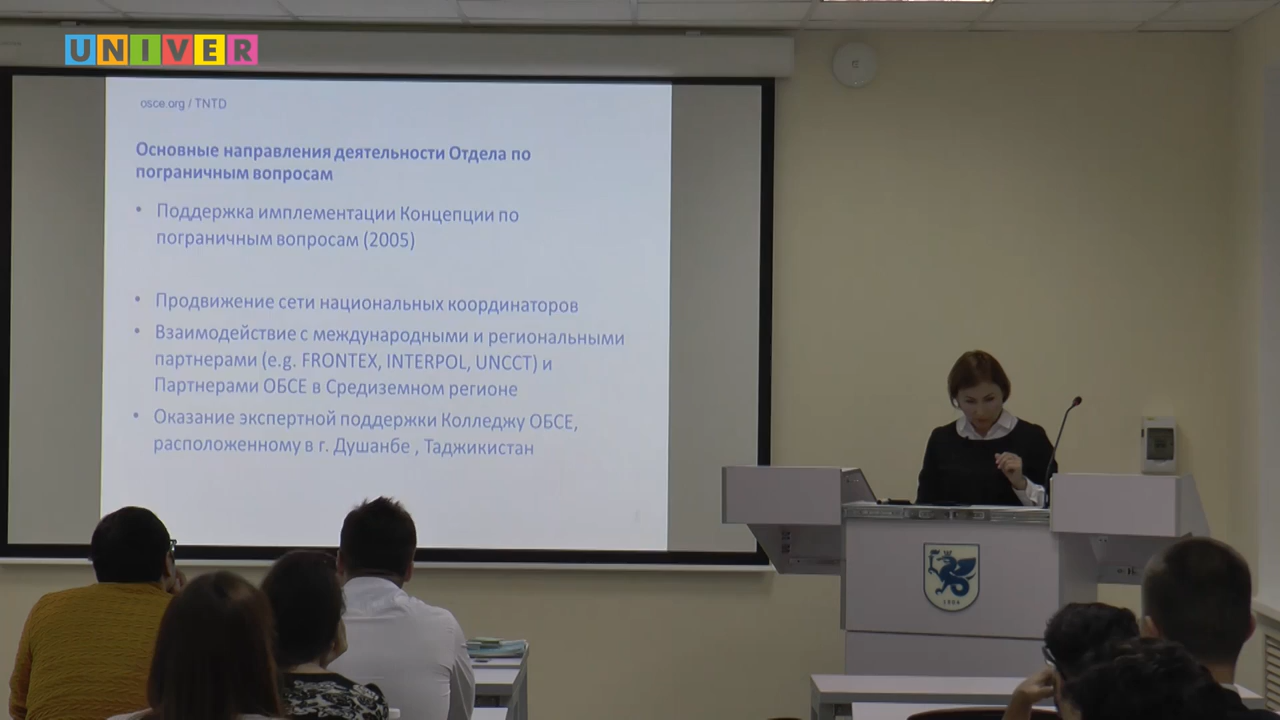 UNIVER
osce.org / TNTD
Основные направления деятельности Отдела по
пограничным вопросам
• Поддержка имплементации Концепции по
пограничным вопросам (2005)
• Продвижение сети национальных координаторов
• Взаимодействие с международными и региональными
партнерами (e.g. FRONTEX, INTERPOL, UNCCT) и
Партнерами ОБСЕ в Средиземном регионе
• Оказание экспертной поддержки Колледжу ОБСЕ,
расположенному в г. Душанбе , Таджикистан